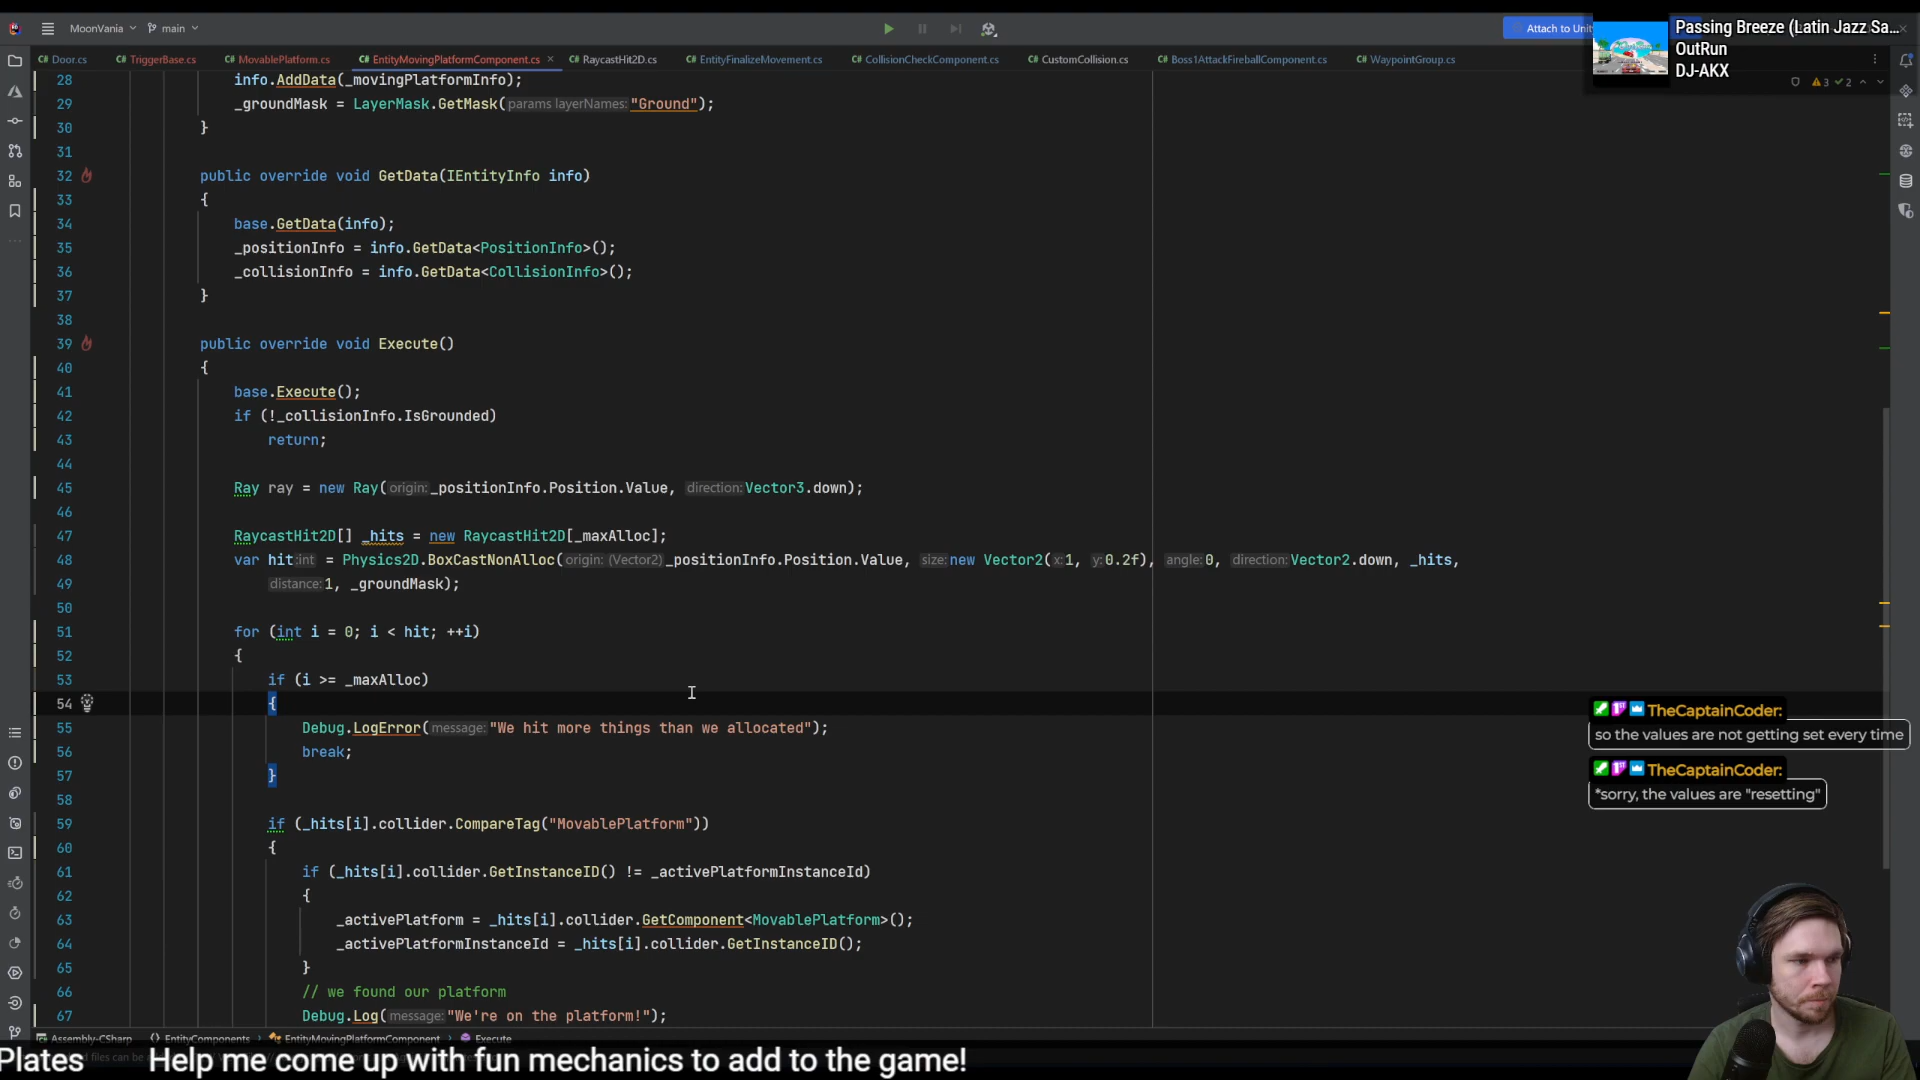 MoonVania
main
Attach to Unity
Passing Breeze (Latin Jazz Sa...
OutRun
DJ-AKX
Door.cs
TriggerBase.cs
MovablePlatform.cs
EntityMovingPlatformComponent.cs
RaycastHit2D.cs
EntityFinalizeMovement.cs
CollisionCheckComponent.cs
CustomCollision.cs
Boss1AttackFireballComponent.cs
WaypointGroup.cs
3 2
28 info.AddData(_movingPlatformInfo);
29 _groundMask = LayerMask.GetMask(params layerNames: "Ground");
30 }
31
32 public override void GetData(IEntityInfo info)
33 {
34 base.GetData(info);
35 _positionInfo = info.GetData<PositionInfo>();
36 _collisionInfo = info.GetData<CollisionInfo>();
37 }
38
39 public override void Execute()
40 {
41 base.Execute();
42 if (!_collisionInfo.IsGrounded)
43 return;
44
45 Ray ray = new Ray(origin: _positionInfo.Position.Value, direction: Vector3.down);
46
47 RaycastHit2D[] _hits = new RaycastHit2D[_maxAlloc];
48 var hit:int = Physics2D.BoxCastNonAlloc(origin: (Vector2)_positionInfo.Position.Value, size: new Vector2(x: 1, y: 0.2f), angle: 0, direction: Vector2.down, _hits,
49 distance: 1, _groundMask);
50
51 for (int i = 0; i < hit; ++i)
52 {
53 if (i >= _maxAlloc)
54 {
55 Debug.LogError(message: "We hit more things than we allocated");
56 break;
57 }
58
59 if (_hits[i].collider.CompareTag("MovablePlatform"))
60 {
61 if (_hits[i].collider.GetInstanceID() != _activePlatformInstanceId)
62 {
63 _activePlatform = _hits[i].collider.GetComponent<MovablePlatform>();
64 _activePlatformInstanceId = _hits[i].collider.GetInstanceID();
65 }
66 // we found our platform
67 Debug.Log(message: "We're on the platform!");
TheCaptainCoder:
so the values are not getting set every time
TheCaptainCoder:
*sorry, the values are "resetting"
Assembly-CSharp EntityComponents EntityMovingPlatformComponent Execute
Plates Help me come up with fun mechanics to add to the game!